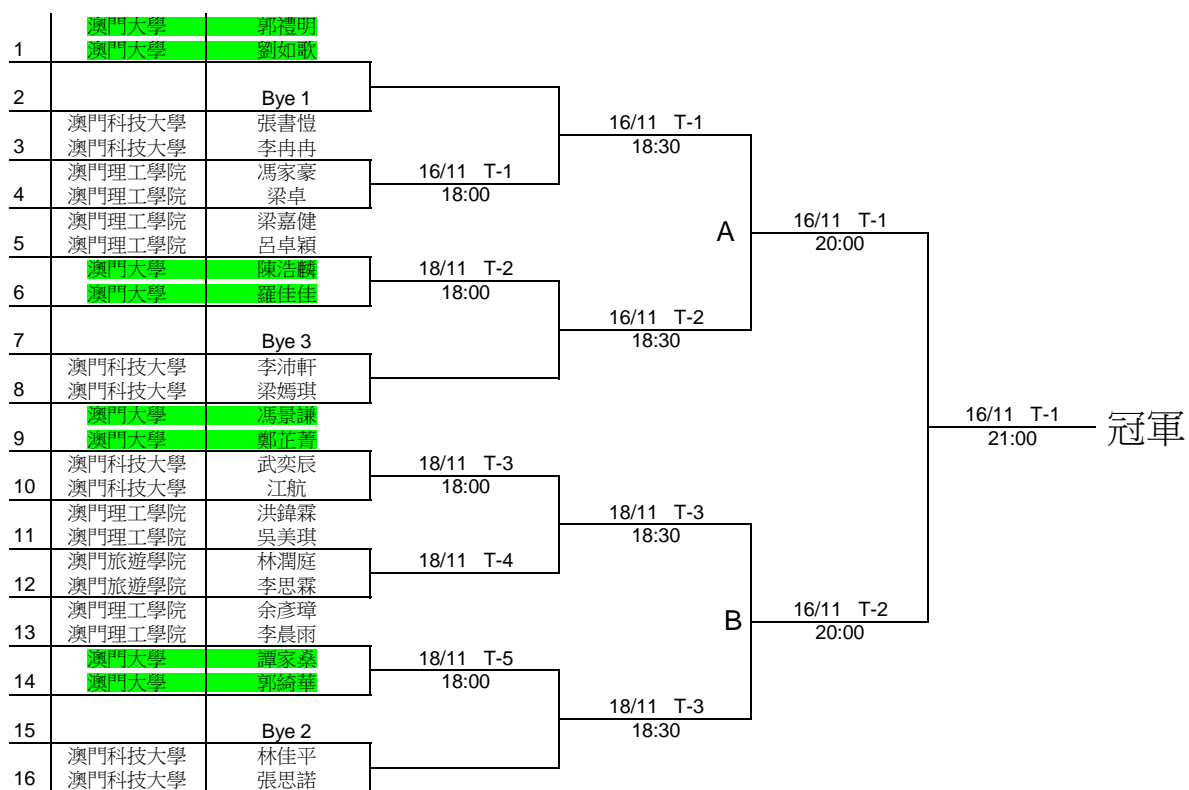 澳門大學 郭禮明
1 澳門大學 劉如歌
2 Bye 1
澳門科技大學 張書愷
3 澳門科技大學 李冉冉
澳門理工學院 馮家豪
4 澳門理工學院 梁卓
澳門理工學院 梁嘉健
5 澳門理工學院 呂卓穎
澳門大學 陳浩麟
6 澳門大學 羅佳佳
7 Bye 3
澳門科技大學 李沛軒
8 澳門科技大學 梁嫣琪
澳門大學 馮景謙
9 澳門大學 鄭芷菁
澳門科技大學 武奕辰
10 澳門科技大學 江航
澳門理工學院 洪鍏霖
11 澳門理工學院 吳美琪
澳門旅遊學院 林潤庭
12 澳門旅遊學院 李思霖
澳門理工學院 余彥璋
13 澳門理工學院 李晨雨
澳門大學 譚家燊
14 澳門大學 郭綺華
15 Bye 2
澳門科技大學 林佳平
16 澳門科技大學 張思諾
16/11 T-1
18:00
18/11 T-2
18:00
18/11 T-3
18:00
18/11 T-4
18/11 T-5
18:00
16/11 T-1
18:30
16/11 T-2
18:30
18/11 T-3
18:30
18/11 T-3
18:30
A
B
16/11 T-1
20:00
16/11 T-2
20:00
16/11 T-1
21:00
冠軍